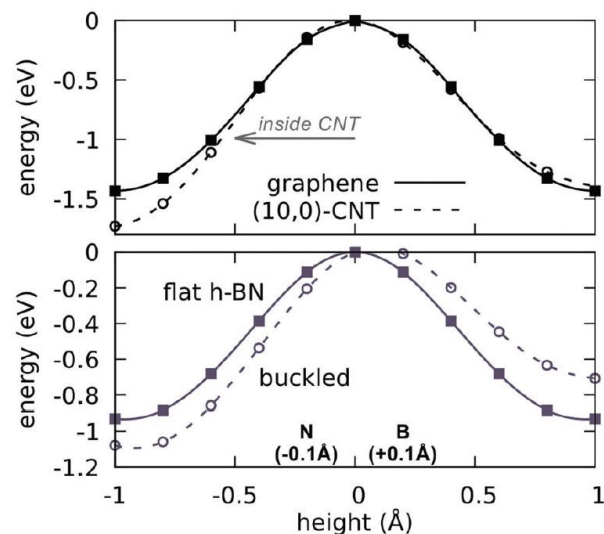 0
-0.5
-1
-1.5
energy (eV)
inside CNT
graphene
(10,0)-CNT
0
-0.2
-0.4
-0.6
-0.8
-1
-1.2
energy (eV)
flat h-BN
buckled
N B
(-0.1Å) (+0.1Å)
-1 -0.5 0 0.5 1
height (Å)